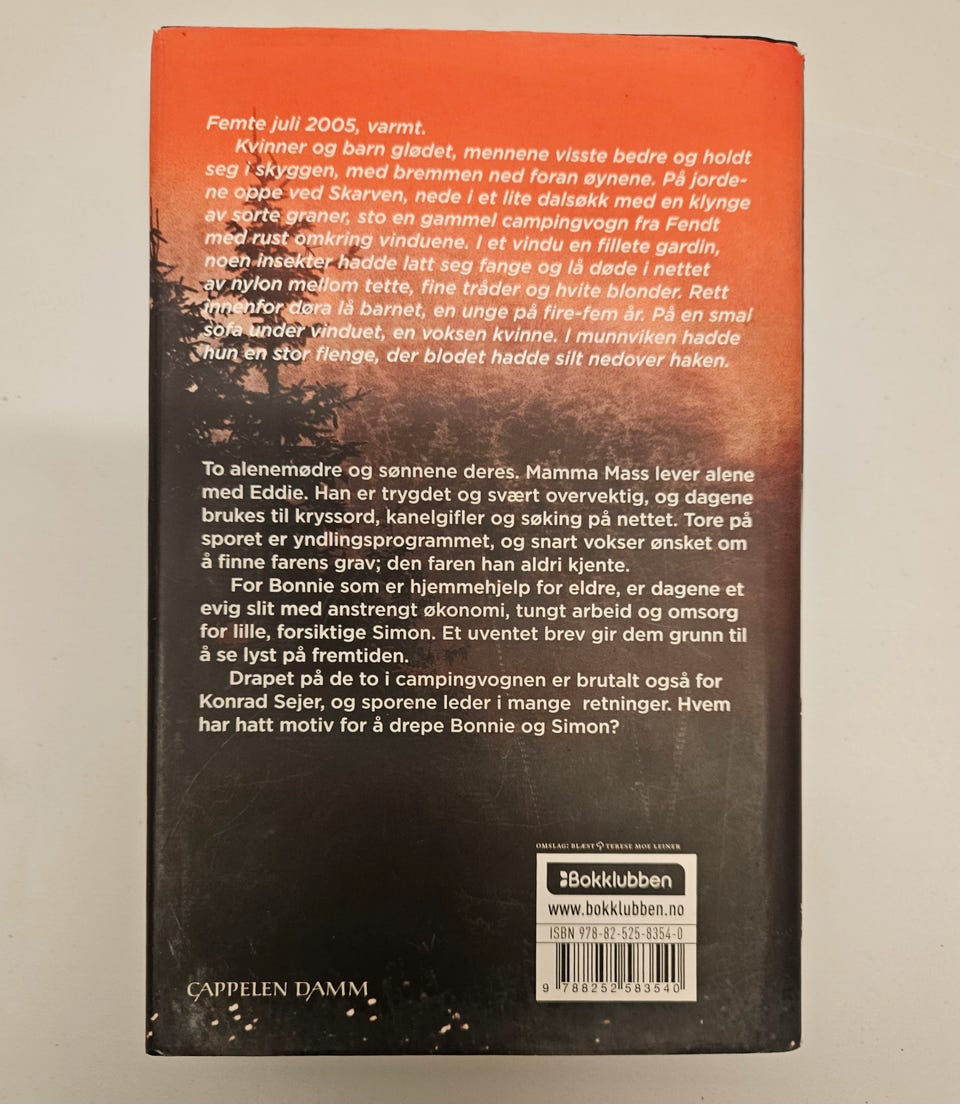 Femte juli 2005, varmt.
Kvinner og barn glødet, mennene visste bedre og holdt
seg i skyggen, med bremmen ned foran øynene. På jorde-
ne oppe ved Skarven, nede i et lite dalsøkk med en klynge
av sorte graner, sto en gammel campingvogn fra Fendt
med rust omkring vinduene. I et vindu en fillete gardin,
noen insekter hadde latt seg fange og lå døde i nettet
av nylon mellom tette, fine tråder og hvite blonder. Rett
innenfor døra lå barnet, en unge på fire-fem år. På en smal
sofa under vinduet, en voksen kvinne. I munnviken hadde
hun en stor flenge, der blodet hadde silt nedover haken.
To alenemødre og sønnene deres. Mamma Mass lever alene
med Eddie. Han er trygdet og svært overvektig, og dagene
brukes til kryssord, kanelgifler og søking på nettet. Tore på
sporet er yndlingsprogrammet, og snart vokser ønsket om
å finne farens grav; den faren han aldri kjente.
For Bonnie som er hjemmehjelp for eldre, er dagene et
evig slit med anstrengt økonomi, tungt arbeid og omsorg
for lille, forsiktige Simon. Et uventet brev gir dem grunn til
å se lyst på fremtiden.
Drapet på de to i campingvognen er brutalt også for
Konrad Sejer, og sporene leder i mange retninger. Hvem
har hatt motiv for å drepe Bonnie og Simon?
OMSLAG: BLÆST TERESE MOE LEINER
Bokklubben
www.bokklubben.no
ISBN 978-82-525-8354-0
9 788252 583540
CAPPELEN DAMM